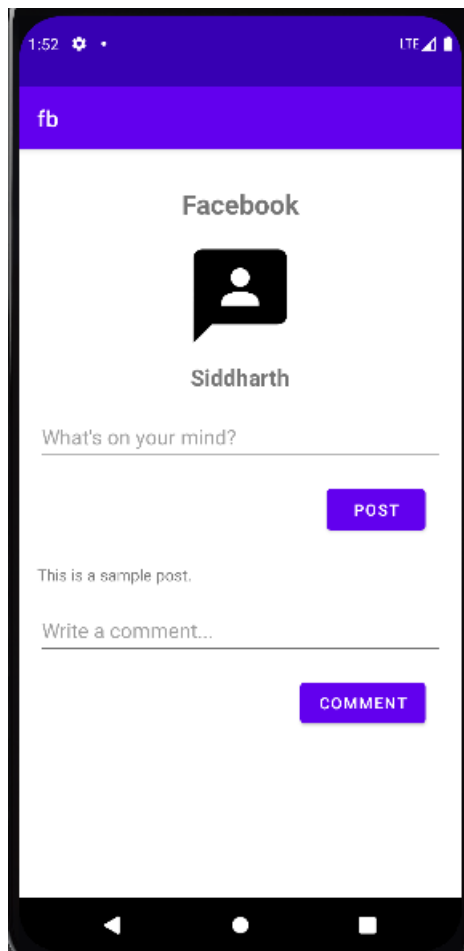 1:52 LTE
fb
Facebook
Siddharth
What's on your mind?
POST
This is a sample post.
Write a comment...
COMMENT